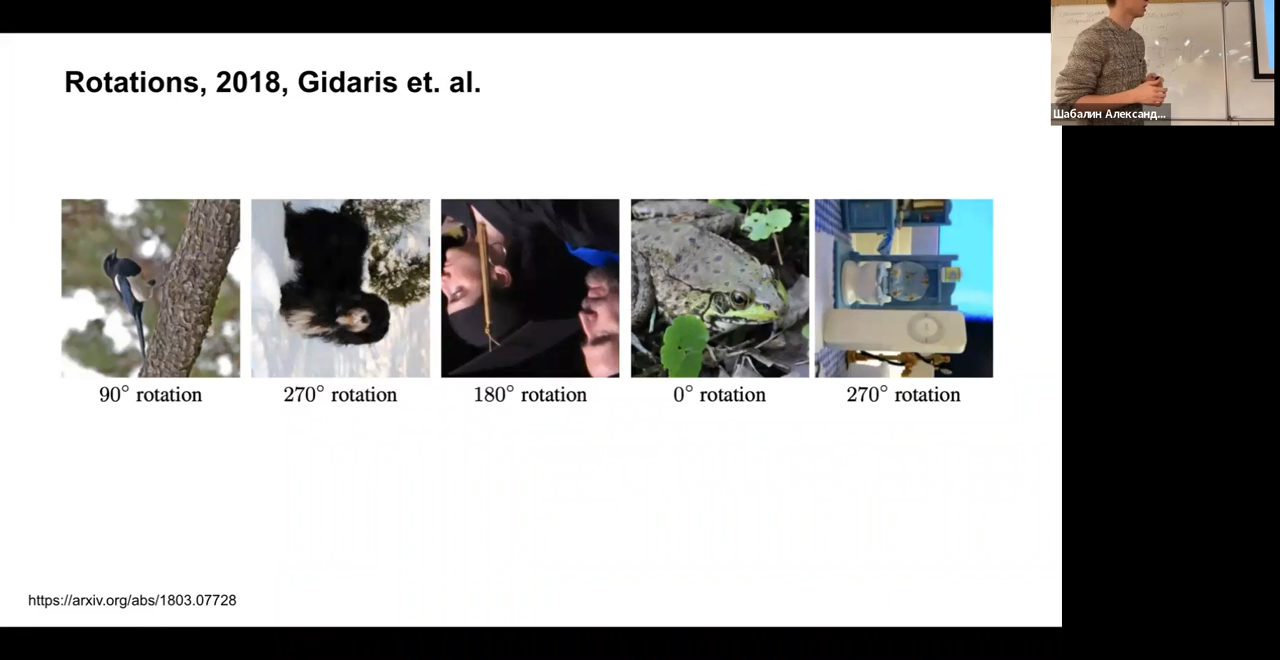 Rotations, 2018, Gidaris et. al.
Шабалин Александ...
90° rotation
270° rotation
180° rotation
0° rotation
270° rotation
https://arxiv.org/abs/1803.07728